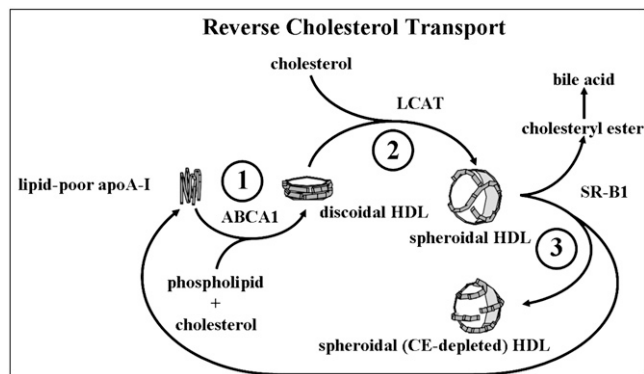 Reverse Cholesterol Transport
cholesterol
bile acid
LCAT
cholesteryl ester
2
lipid-poor apoA-I
1
SR-B1
ABCA1
discoidal HDL
spheroidal HDL
3
phospholipid
+
cholesterol
spheroidal (CE-depleted) HDL